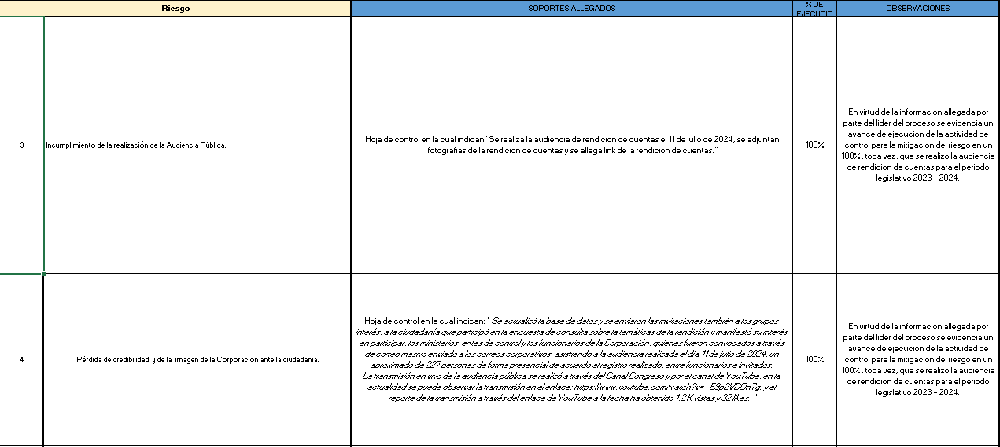 Riesgo
SOPORTES ALLEGADOS
% DE
EJECUCIO
OBSERVACIONES
3
Incumplimiento de la realización de la Audiencia Pública.
Hoja de control en la cual indican" Se realiza la audiencia de rendicion de cuentas el 11 de julio de 2024, se adjuntan
fotografias de la rendicion de cuentas y se allega link de la rendicion de cuentas."
100%
En virtud de la informacion allegada por
parte del lider del proceso se evidencia un
avance de ejecucion de la actividad de
control para la mitigacion del riesgo en un
100%, toda vez, que se realizo la audiencia
de rendicion de cuentas para el periodo
legislativo 2023 - 2024.
4
Pérdida de credibilidad y de la imagen de la Corporación ante la ciudadania.
Hoja de control en la cual indican: " Se actualizó la base de datos y se enviaron las invitaciones también a los grupos
interés, a la ciudadanía que participó en la encuesta de consulta sobre la temáticas de la rendición y manifestó su interés
en participar, los ministerios, entes de control y los funcionarios de la Corporación, quienes fueron convocados a través
de correo masivo enviado a los correos corporativos, asistiendo a la audiencia realizada el día 11 de julio de 2024, un
aproximado de 227 personas de forma presencial de acuerdo al registro realizado, entre funcionarios e invitados.
La transmisión en vivo de la audiencia pública se realizó a través del Canal Congreso y por el canal de YouTube, en la
actualidad se puede observar la transmisión en el enlace: y el
reporte de la transmisión a través del enlace de YouTube a la fecha ha obtenido 1,2 K vistas y 32 likes. "
100%
En virtud de la informacion allegada por
parte del lider del proceso se evidencia un
avance de ejecucion de la actividad de
control para la mitigacion del riesgo en un
100%, toda vez, que se realizo la audiencia
de rendicion de cuentas para el periodo
legislativo 2023 - 2024.